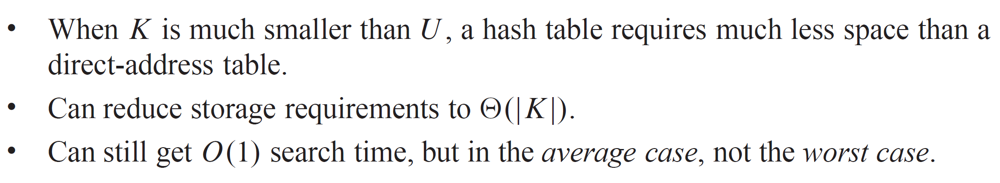 • When K is much smaller than U, a hash table requires much less space than a
direct-address table.
• Can reduce storage requirements to Θ(|K|).
• Can still get O(1) search time, but in the average case, not the worst case.